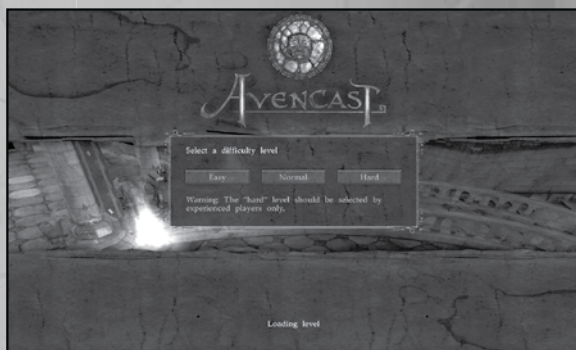 AVENCAST
Select a difficulty level
Easy
Normal
Hard
Warning: The "hard" level should be selected by
experienced players only.
Loading level